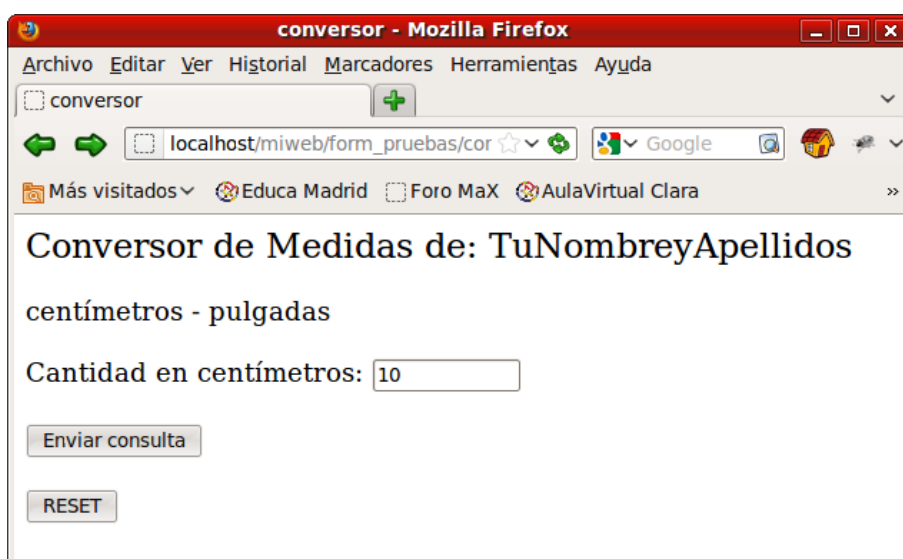 conversor - Mozilla Firefox
Archivo Editar Ver Historial Marcadores Herramientas Ayuda
conversor
localhost/miweb/form_pruebas/cor Google
Más visitados Educa Madrid Foro MaX AulaVirtual Clara »
Conversor de Medidas de: TuNombreyApellidos
centímetros - pulgadas
Cantidad en centímetros: 10
Enviar consulta
RESET